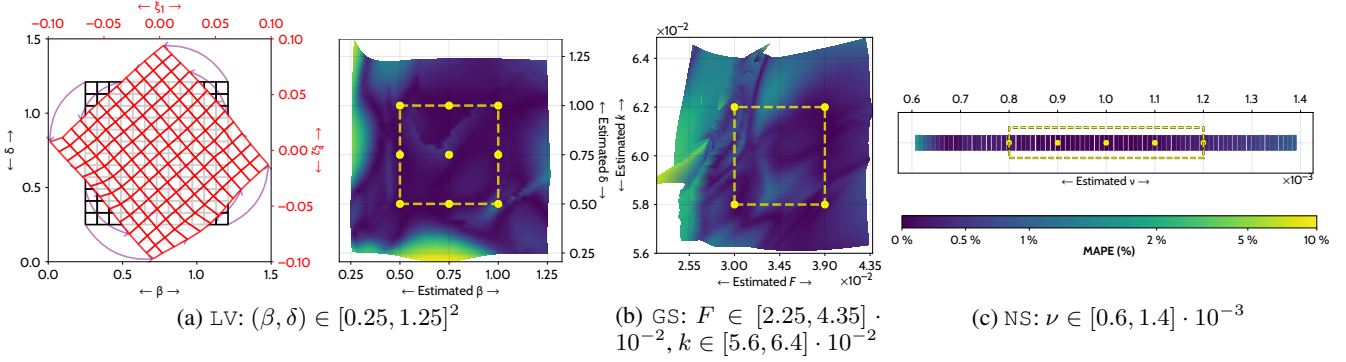 ← ξ₁ →
−0.10 −0.05 0.00 0.05 0.10
1.5
1.0
0.5
0.0
← δ →
0.10
0.05
0.00
−0.05
−0.10
0.0 0.5 1.0 1.5
← β →
1.25
1.00
0.75
0.50
0.25
← Estimated δ →
0.25 0.50 0.75 1.00 1.25
← Estimated β →
×10⁻²
6.4
6.2
6.0
5.8
5.6
← Estimated k →
2.55 3.00 3.45 3.90 4.35
← Estimated F → ×10⁻²
0.6 0.7 0.8 0.9 1.0 1.1 1.2 1.3 1.4
← Estimated ν → ×10⁻³
0 % 0.5 % 1% 2 % 5 % 10 %
MAPE (%)
(a) LV: (β, δ) ∈ [0.25, 1.25]²
(b) GS: F ∈ [2.25, 4.35] ·
10⁻², k ∈ [5.6, 6.4] · 10⁻²
(c) NS: ν ∈ [0.6, 1.4] · 10⁻³